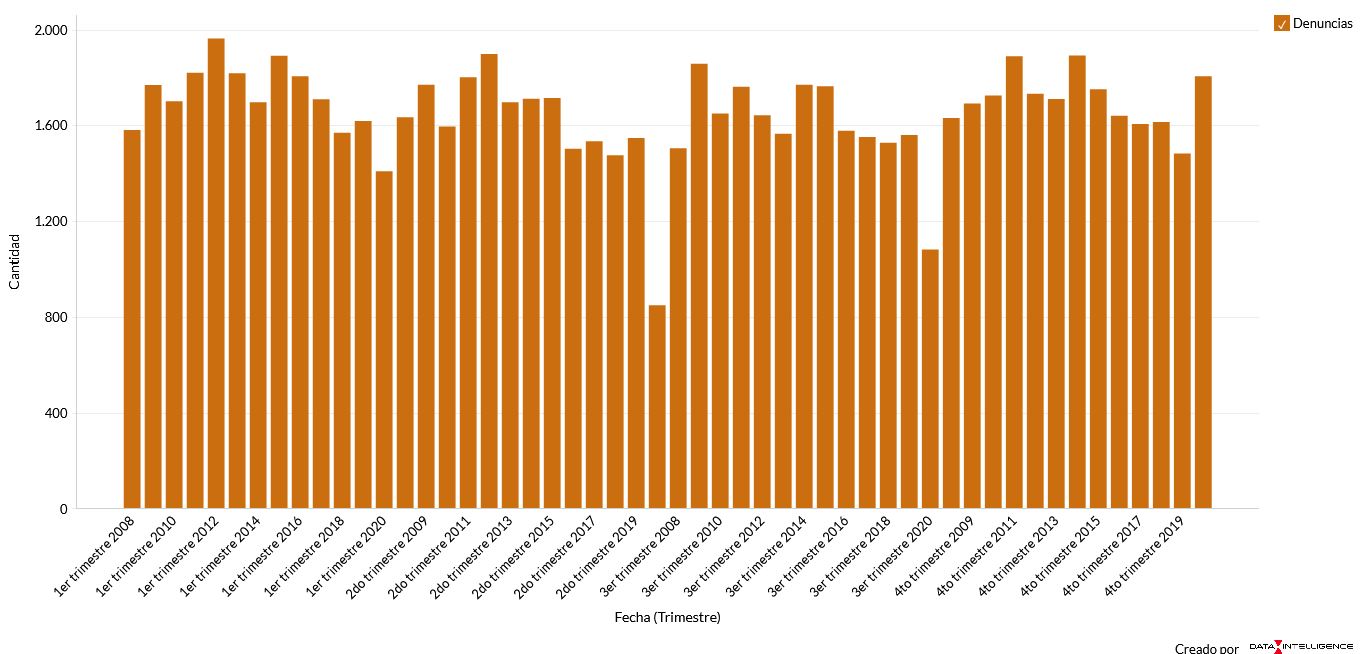 Denuncias
2.000
1.600
1.200
800
400
0
Cantidad
1er trimestre 2008
1er trimestre 2010
1er trimestre 2012
1er trimestre 2014
1er trimestre 2016
1er trimestre 2018
1er trimestre 2020
2do trimestre 2009
2do trimestre 2011
2do trimestre 2013
2do trimestre 2015
2do trimestre 2017
2do trimestre 2019
3er trimestre 2008
3er trimestre 2010
3er trimestre 2012
3er trimestre 2014
3er trimestre 2016
3er trimestre 2018
3er trimestre 2020
4to trimestre 2009
4to trimestre 2011
4to trimestre 2013
4to trimestre 2015
4to trimestre 2017
4to trimestre 2019
Fecha (Trimestre)
Creado por DATA INTELLIGENCE